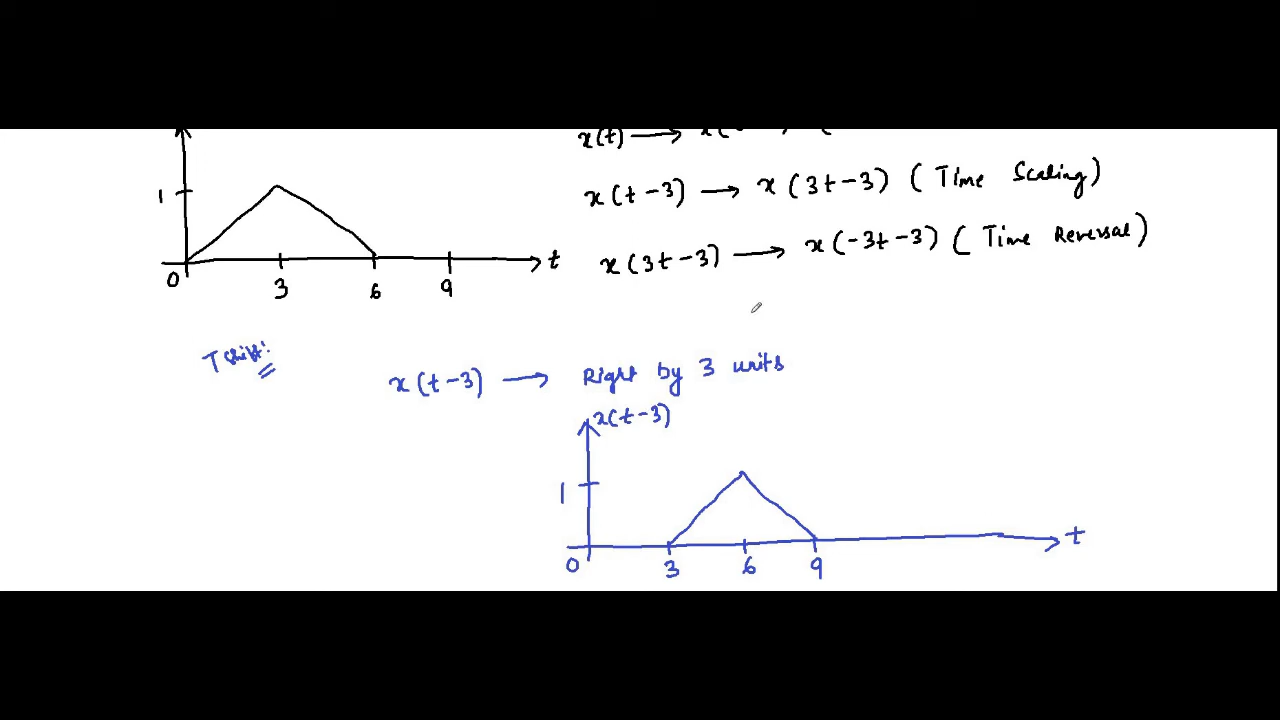 x(t) ⟶ x(
x(t-3) ⟶ x(3t-3) (Time Scaling)
x(3t-3) ⟶ x(-3t-3) (Time Reversal)
1
t
0 3 6 9
T shift:
x(t-3) ⟶ Right by 3 units
x(t-3)
1
t
0 3 6 9